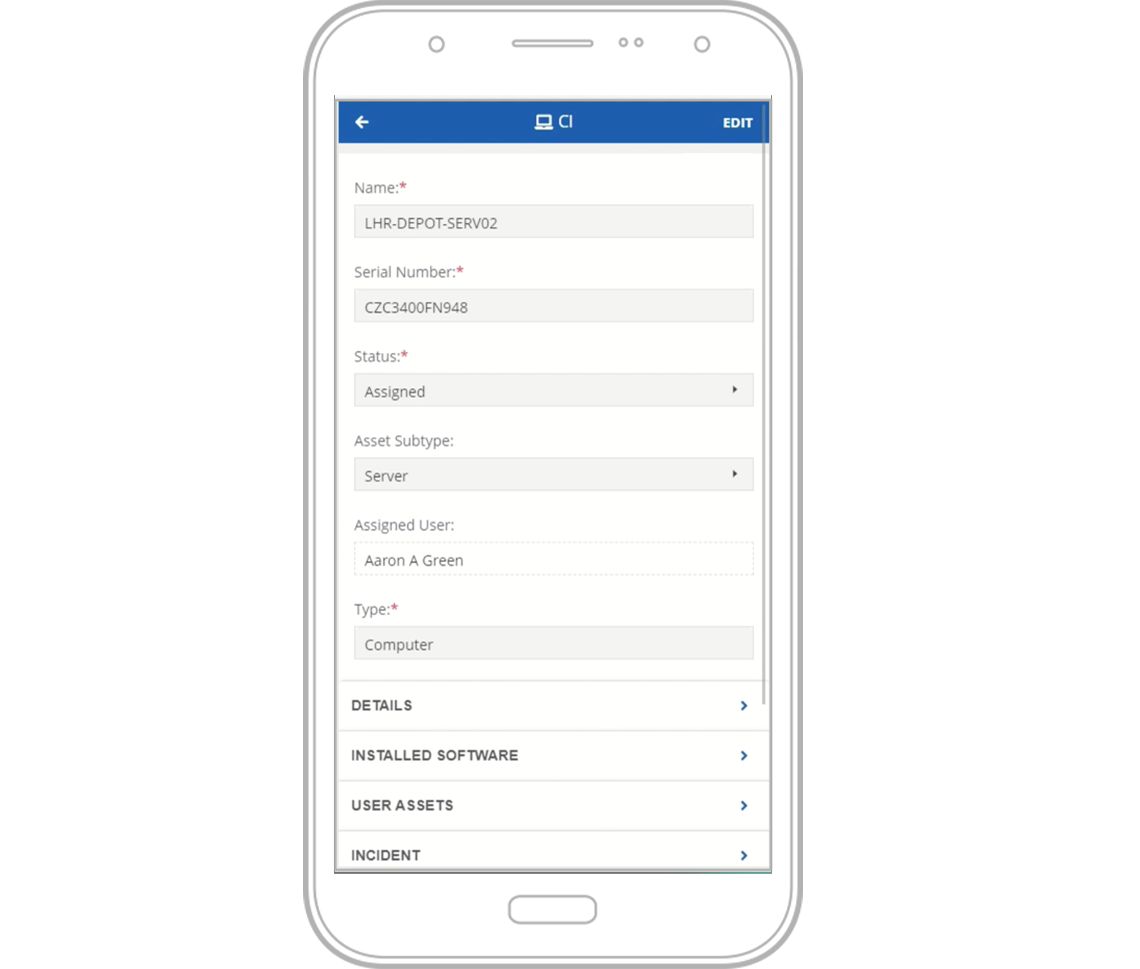 CI
EDIT
Name:*
LHR-DEPOT-SERV02
Serial Number:*
CZC3400FN948
Status:*
Assigned
Asset Subtype:
Server
Assigned User:
Aaron A Green
Type:*
Computer
DETAILS
INSTALLED SOFTWARE
USER ASSETS
INCIDENT